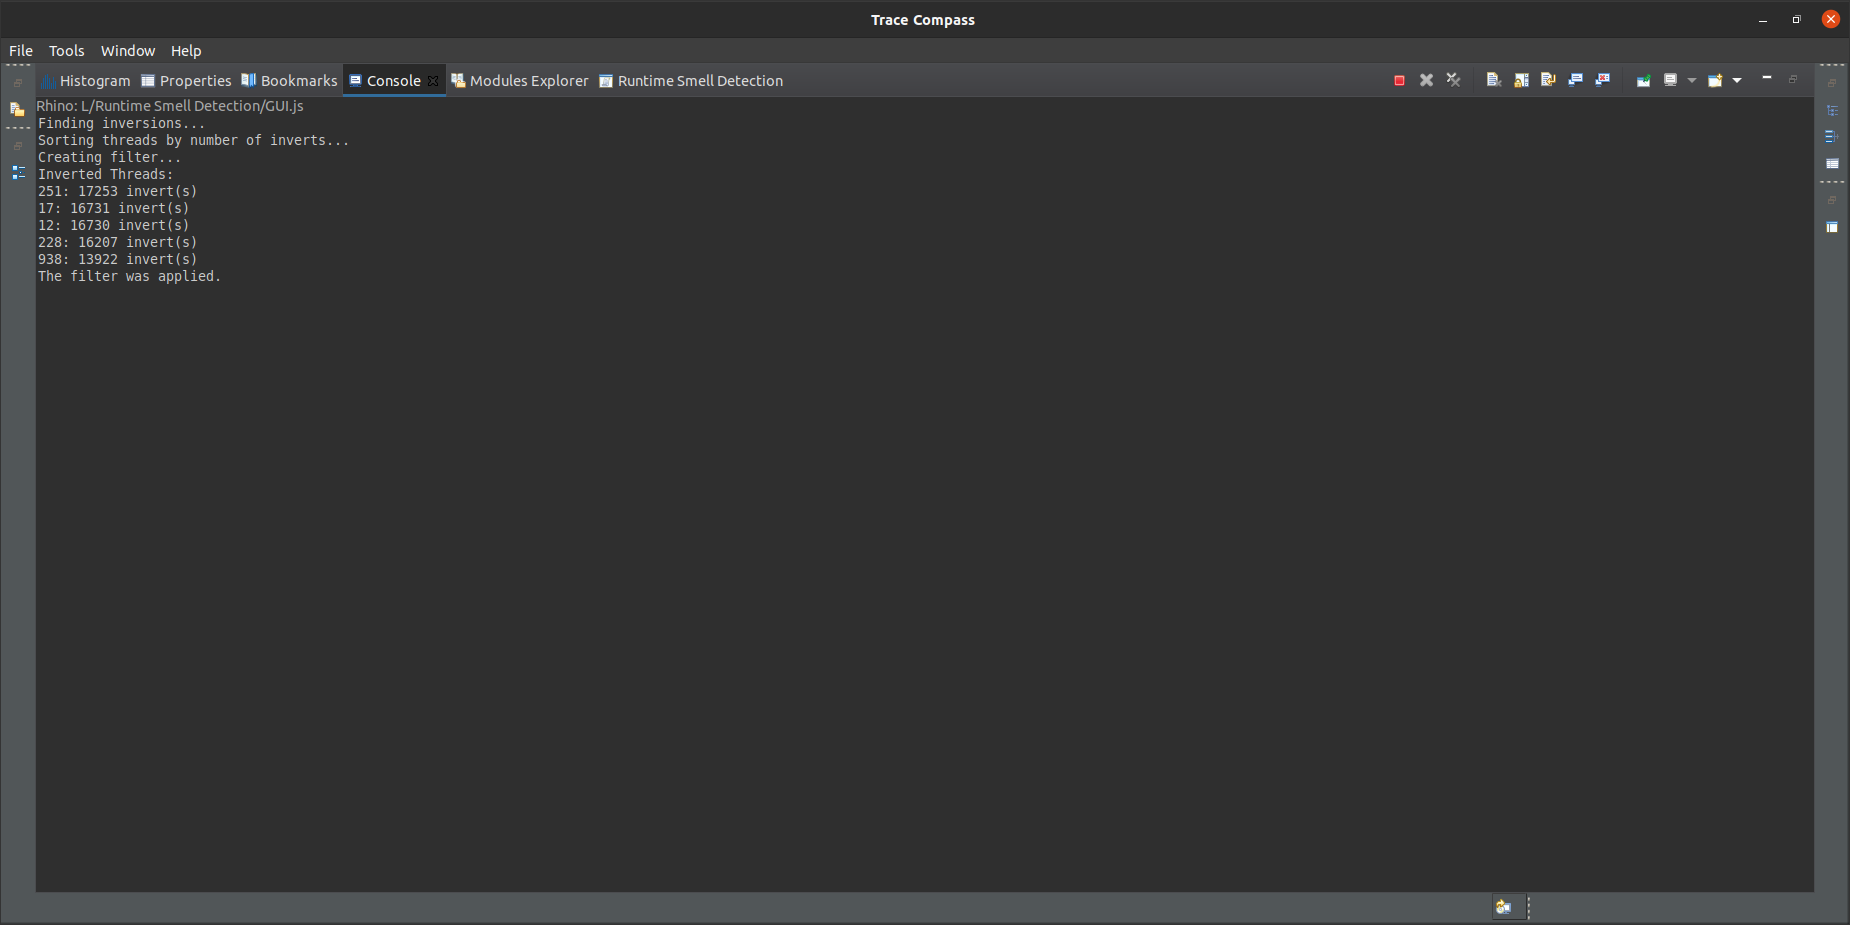 Trace Compass
File Tools Window Help
Histogram Properties Bookmarks Console Modules Explorer Runtime Smell Detection
Rhino: L/Runtime Smell Detection/GUI.js
Finding inversions...
Sorting threads by number of inverts...
Creating filter...
Inverted Threads:
251: 17253 invert(s)
17: 16731 invert(s)
12: 16730 invert(s)
228: 16207 invert(s)
938: 13922 invert(s)
The filter was applied.